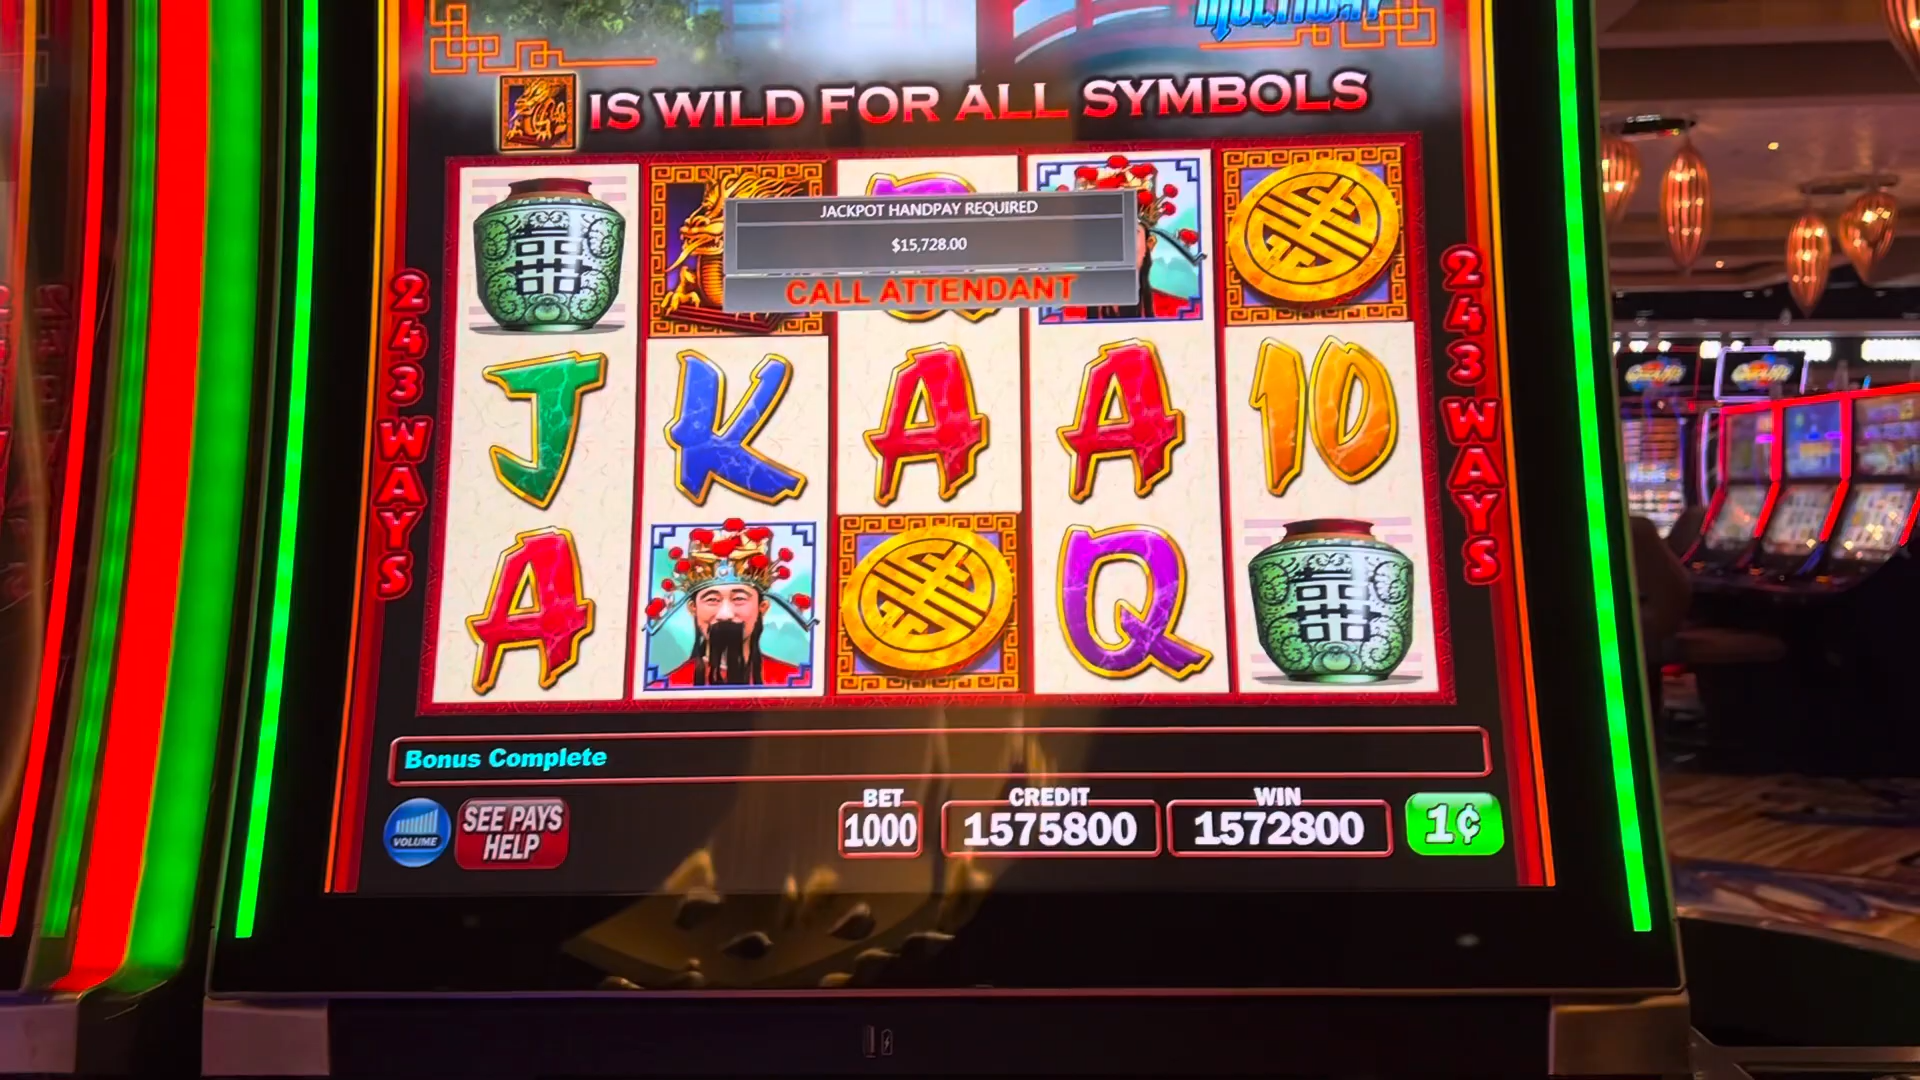 MULTIWAY
IS WILD FOR ALL SYMBOLS
JACKPOT HANDPAY REQUIRED
$15,728.00
CALL ATTENDANT
243 WAYS
243 WAYS
J
K
A
A
10
A
Q
Bonus Complete
VOLUME
SEE PAYS
HELP
BET
1000
CREDIT
1575800
WIN
1572800
1¢